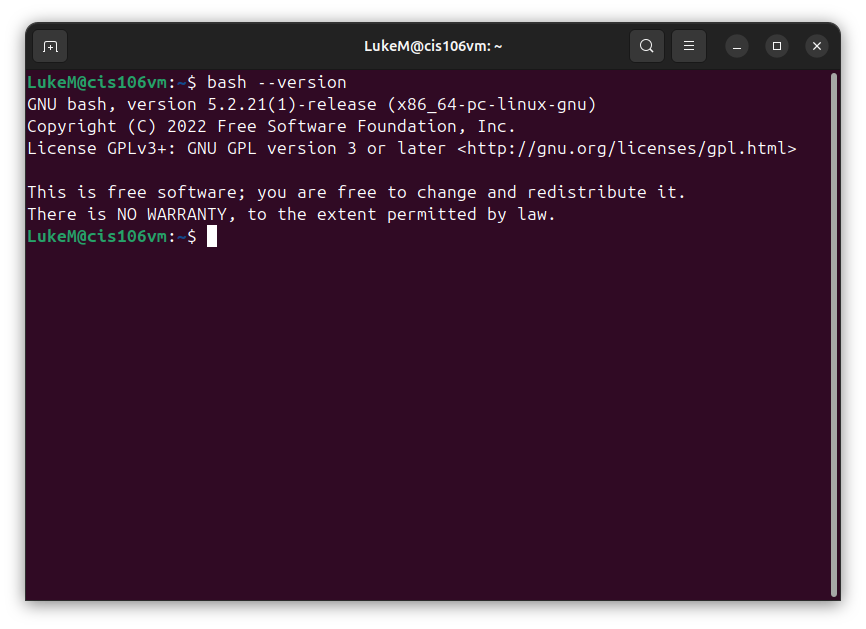 LukeM@cis106vm: ~
LukeM@cis106vm:~$ bash --version
GNU bash, version 5.2.21(1)-release (x86_64-pc-linux-gnu)
Copyright (C) 2022 Free Software Foundation, Inc.
License GPLv3+: GNU GPL version 3 or later <http://gnu.org/licenses/gpl.html>

This is free software; you are free to change and redistribute it.
There is NO WARRANTY, to the extent permitted by law.
LukeM@cis106vm:~$